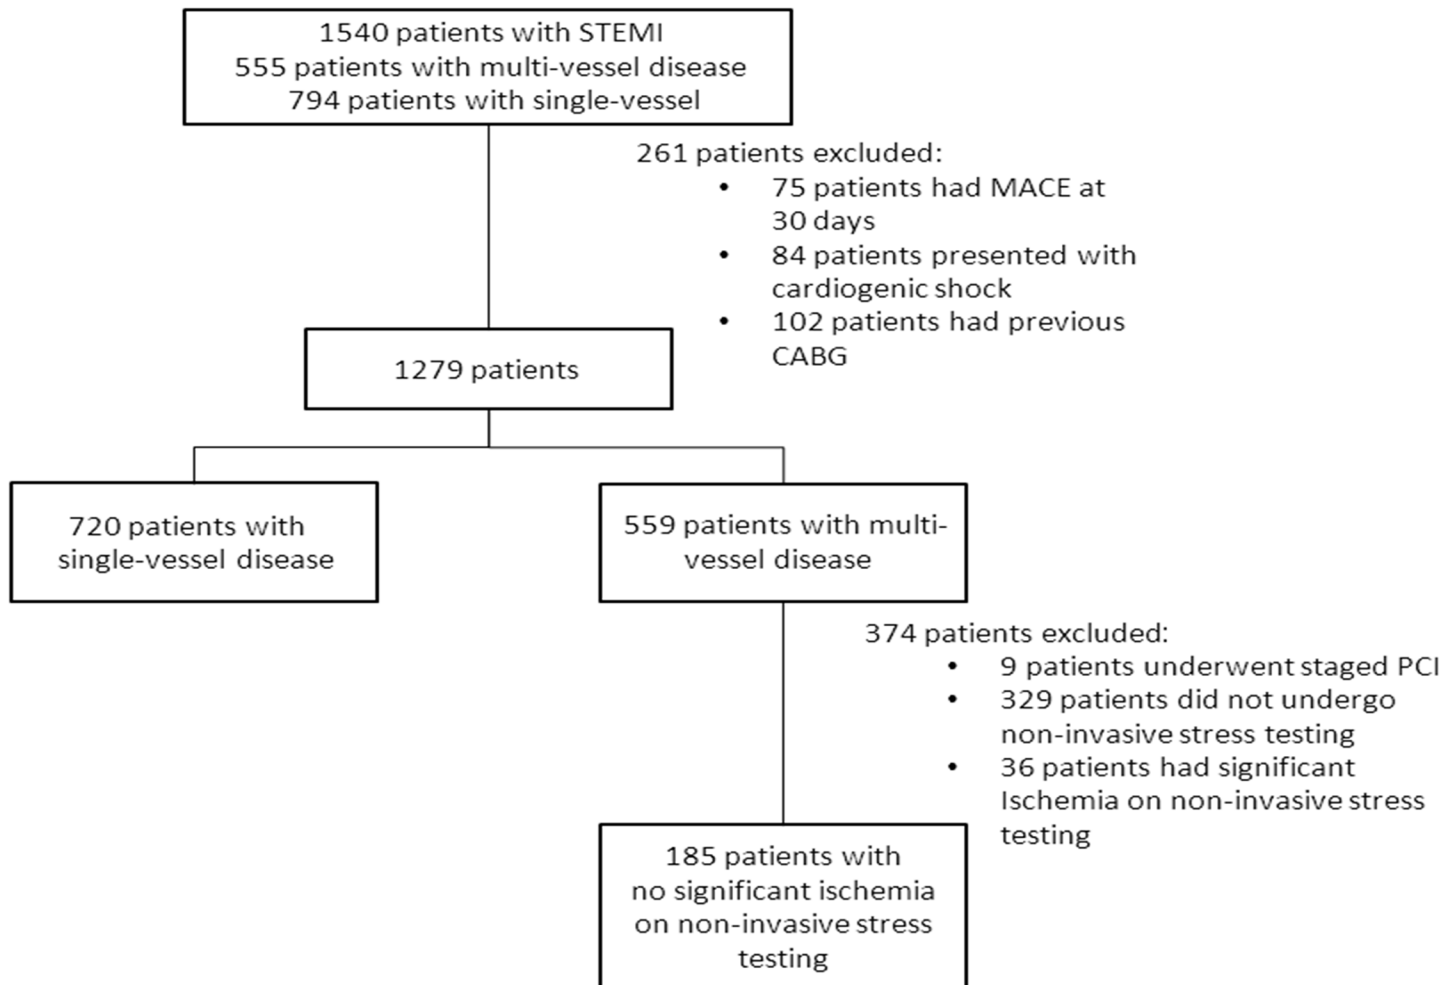 1540 patients with STEMI
555 patients with multi-vessel disease
794 patients with single-vessel
261 patients excluded:
• 75 patients had MACE at
30 days
• 84 patients presented with
cardiogenic shock
• 102 patients had previous
CABG
1279 patients
720 patients with
single-vessel disease
559 patients with multi-
vessel disease
374 patients excluded:
• 9 patients underwent staged PCI
• 329 patients did not undergo
non-invasive stress testing
• 36 patients had significant
Ischemia on non-invasive stress
testing
185 patients with
no significant ischemia
on non-invasive stress
testing